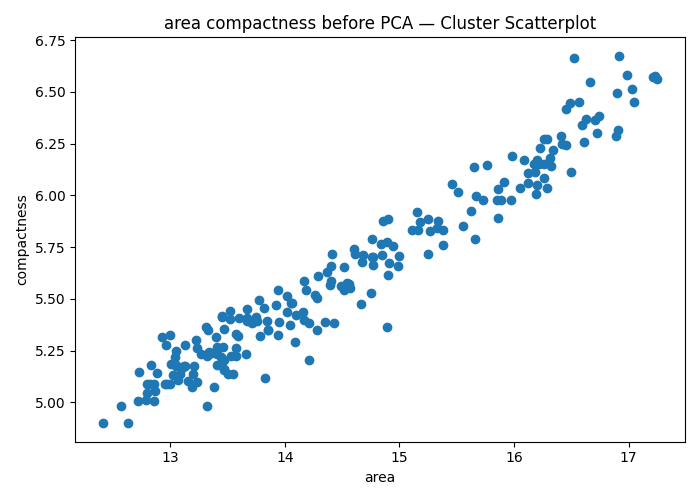 area compactness before PCA — Cluster Scatterplot
6.75
6.50
6.25
6.00
5.75
5.50
5.25
5.00
compactness
13 14 15 16 17
area